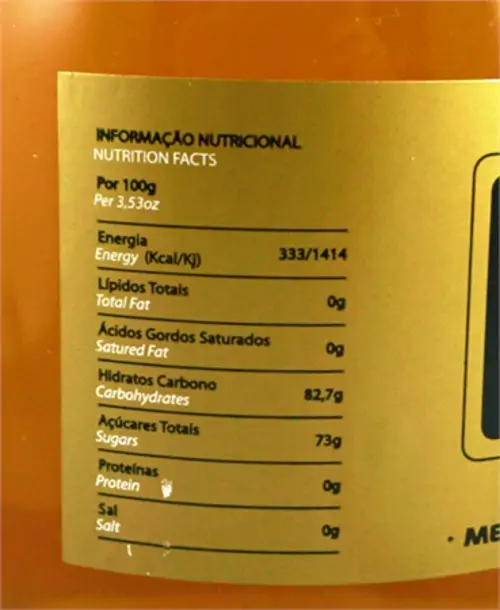 INFORMAÇÃO NUTRICIONAL
NUTRITION FACTS
Por 100g
Per 3,53oz
Energia
Energy (Kcal/Kj) 333/1414
Lípidos Totais
Total Fat 0g
Ácidos Gordos Saturados
Satured Fat 0g
Hidratos Carbono
Carbohydrates 82,7g
Açúcares Totais
Sugars 73g
Proteínas
Protein 0g
Sal
Salt 0g
· ME